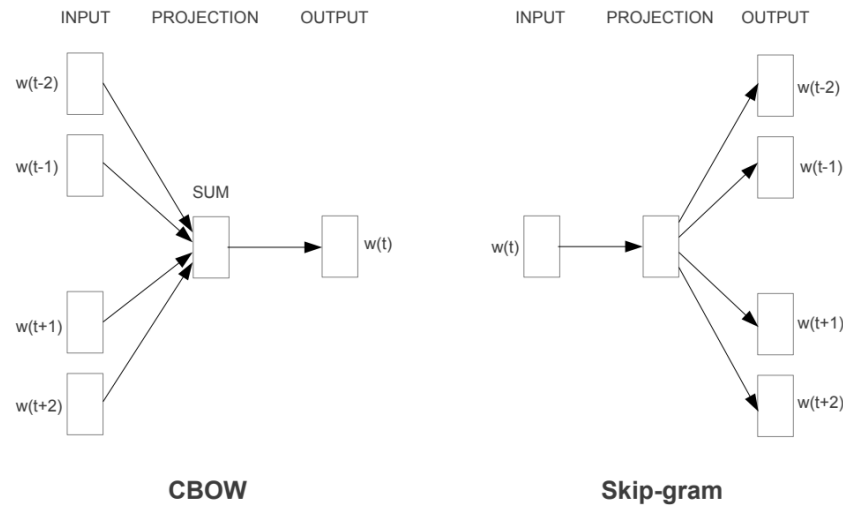 INPUT PROJECTION OUTPUT
w(t-2)
w(t-1)
SUM
w(t)
w(t+1)
w(t+2)
CBOW
INPUT PROJECTION OUTPUT
w(t-2)
w(t-1)
w(t)
w(t+1)
w(t+2)
Skip-gram